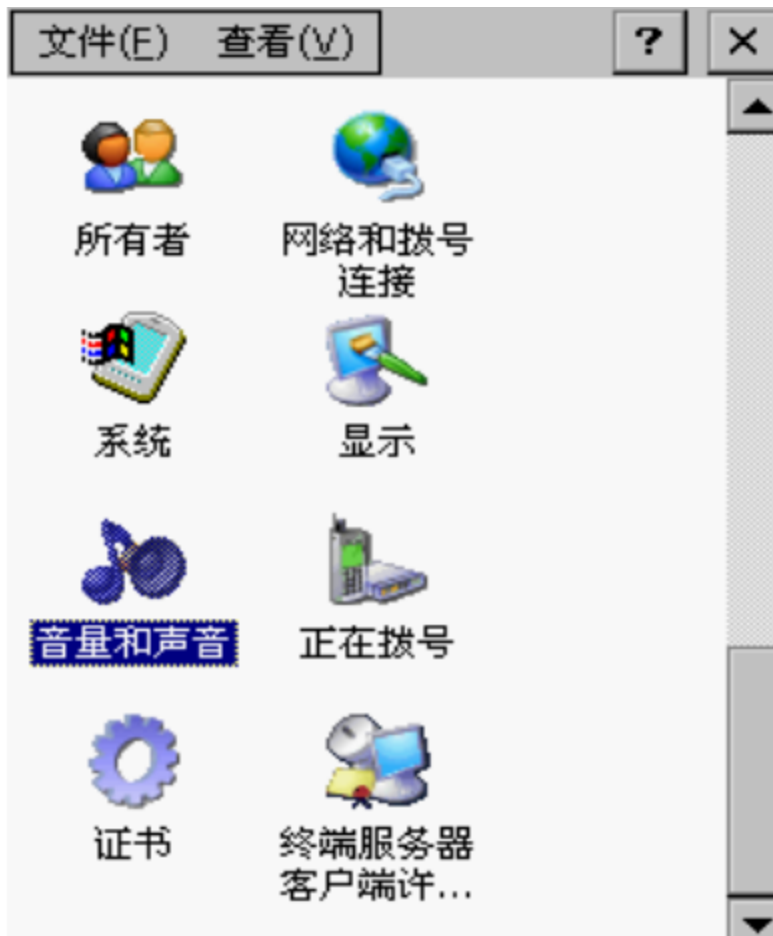 文件(F) 查看(V) ? ×
所有者 网络和拨号
连接
系统 显示
音量和声音 正在拨号
证书 终端服务器
客户端许...